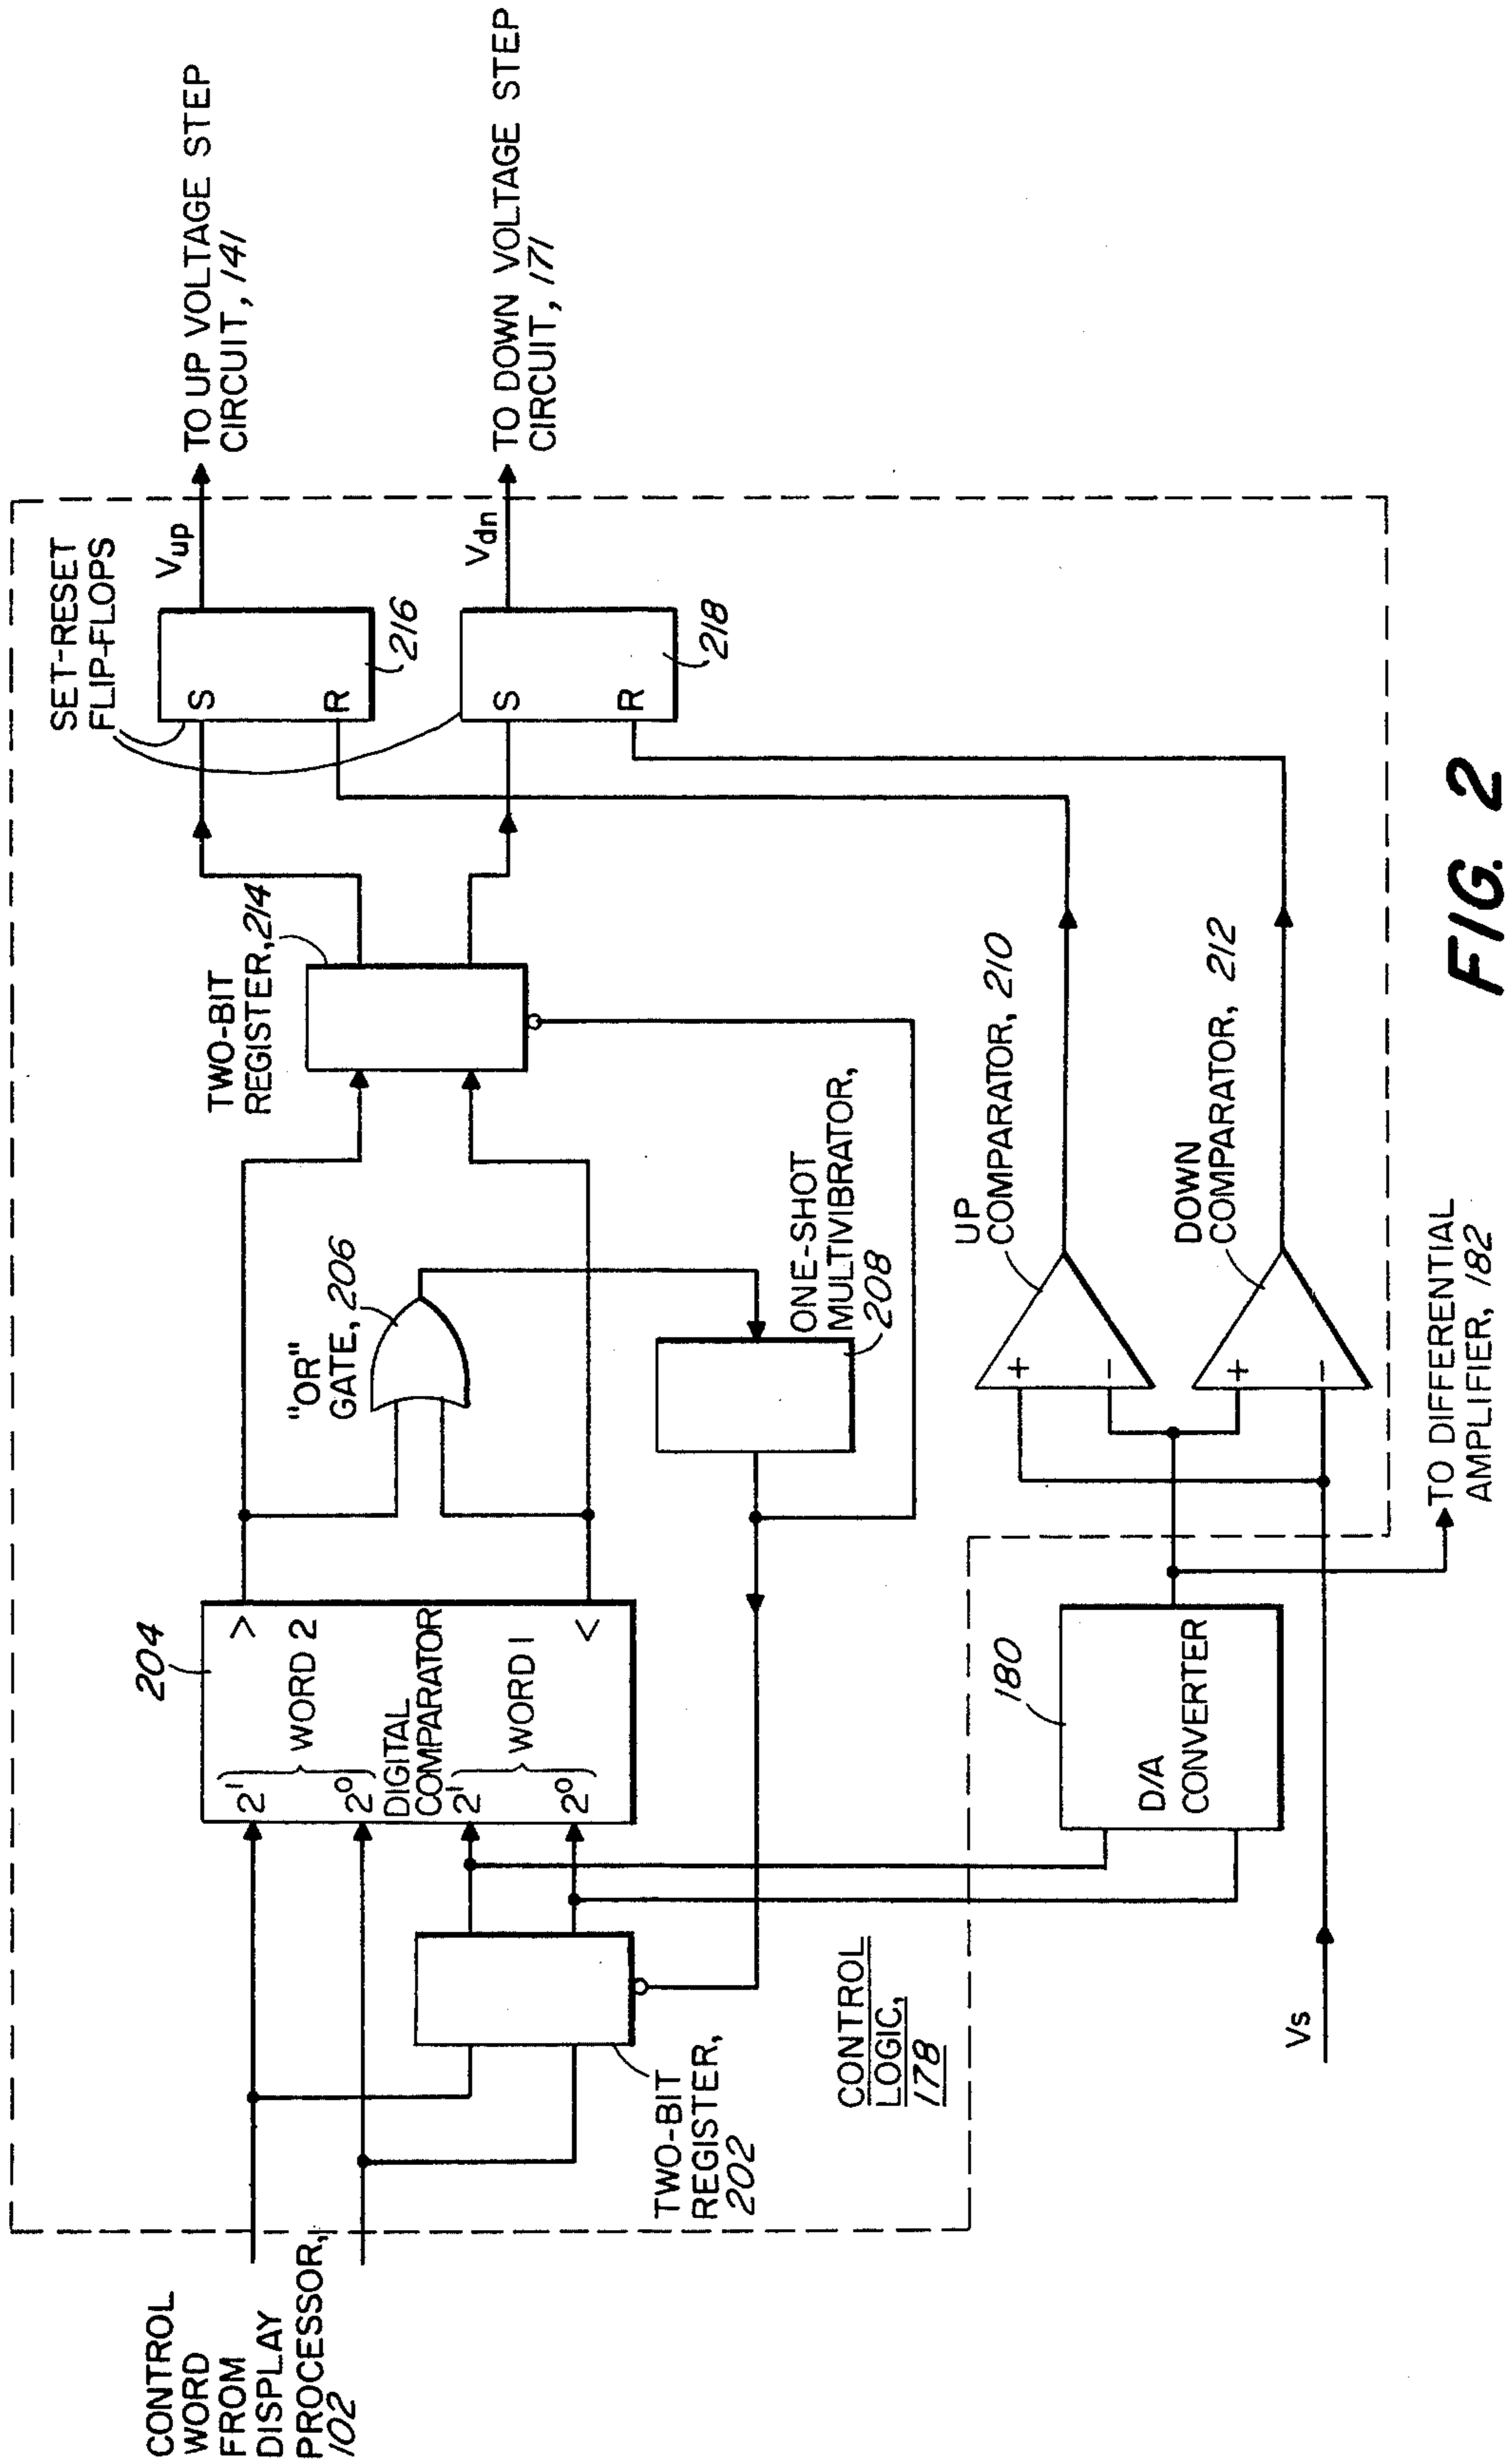 CONTROL
WORD
FROM
DISPLAY
PROCESSOR,
102
204
2¹
WORD 2
2⁰
DIGITAL
COMPARATOR
2¹
WORD 1
2⁰
>
<
"OR"
GATE, 206
TWO-BIT
REGISTER, 214
SET-RESET
FLIP-FLOPS
S
R
216
Vup
TO UP VOLTAGE STEP
CIRCUIT, 141
S
R
218
Vdn
TO DOWN VOLTAGE STEP
CIRCUIT, 171
TWO-BIT
REGISTER,
202
ONE-SHOT
MULTIVIBRATOR,
208
CONTROL
LOGIC,
178
180
D/A
CONVERTER
UP
COMPARATOR, 210
+
−
DOWN
COMPARATOR, 212
+
−
Vs
TO DIFFERENTIAL
AMPLIFIER, 182
FIG. 2